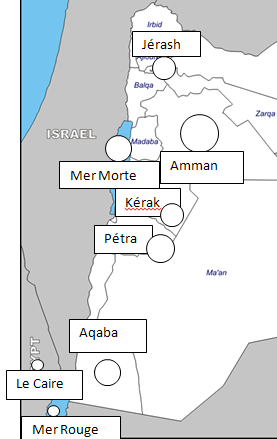 Irbid
Jérash
Balqa
Zarqa
ISRAEL
Madaba
Amman
Mer Morte
Kérak
Pétra
Ma'an
Aqaba
Le Caire
Mer Rouge